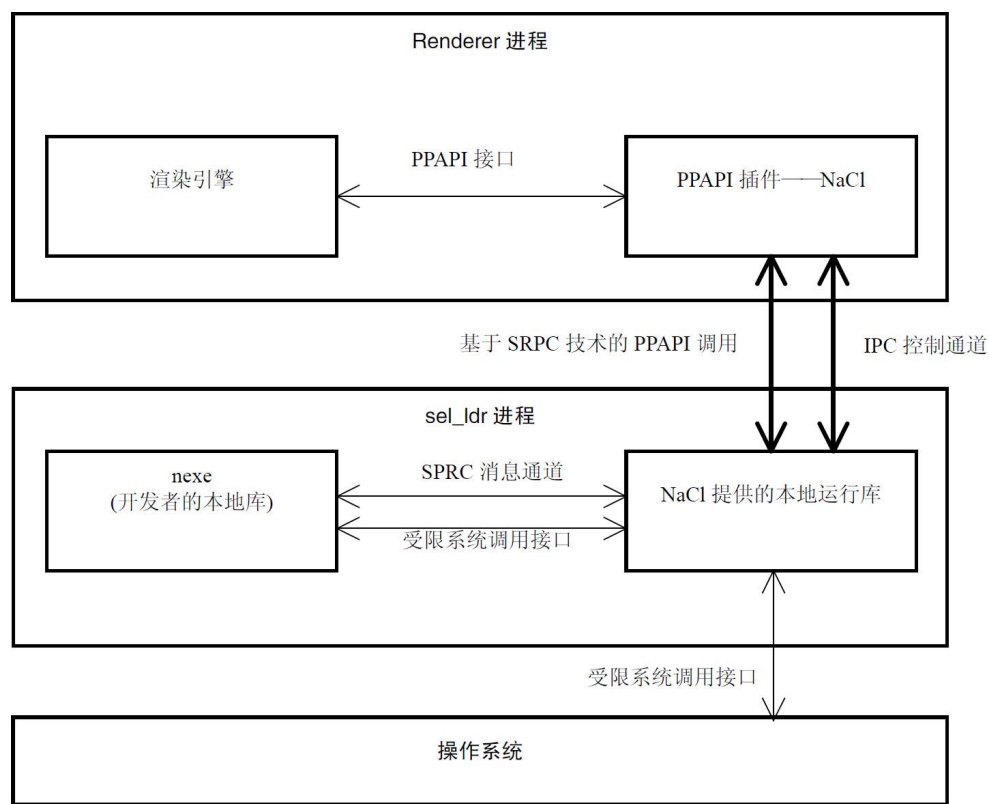 Renderer 进程
渲染引擎
PPAPI 接口
PPAPI 插件——NaCl
基于 SRPC 技术的 PPAPI 调用
IPC 控制通道
sel_ldr 进程
nexe
(开发者的本地库)
SPRC 消息通道
受限系统调用接口
NaCl 提供的本地运行库
受限系统调用接口
操作系统